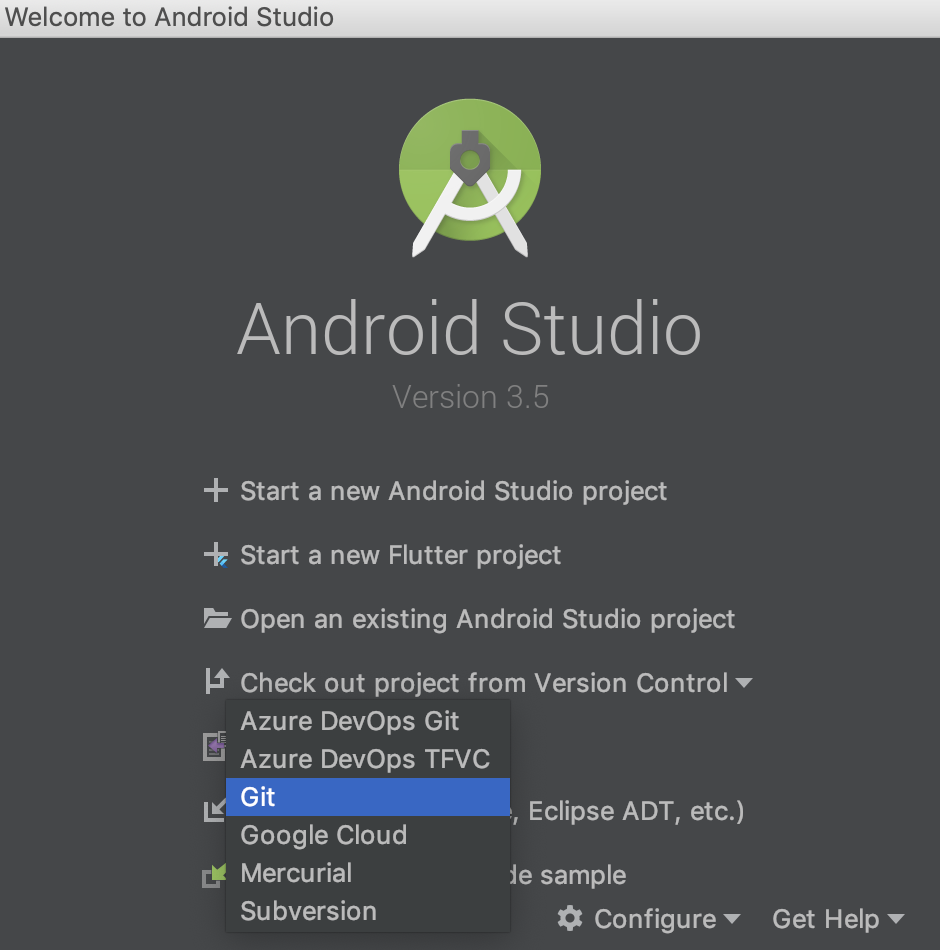 Welcome to Android Studio
Android Studio
Version 3.5
Start a new Android Studio project
Start a new Flutter project
Open an existing Android Studio project
Check out project from Version Control
Azure DevOps Git
Azure DevOps TFVC
Git
, Eclipse ADT, etc.)
Google Cloud
Mercurial
sample
Subversion
Configure
Get Help